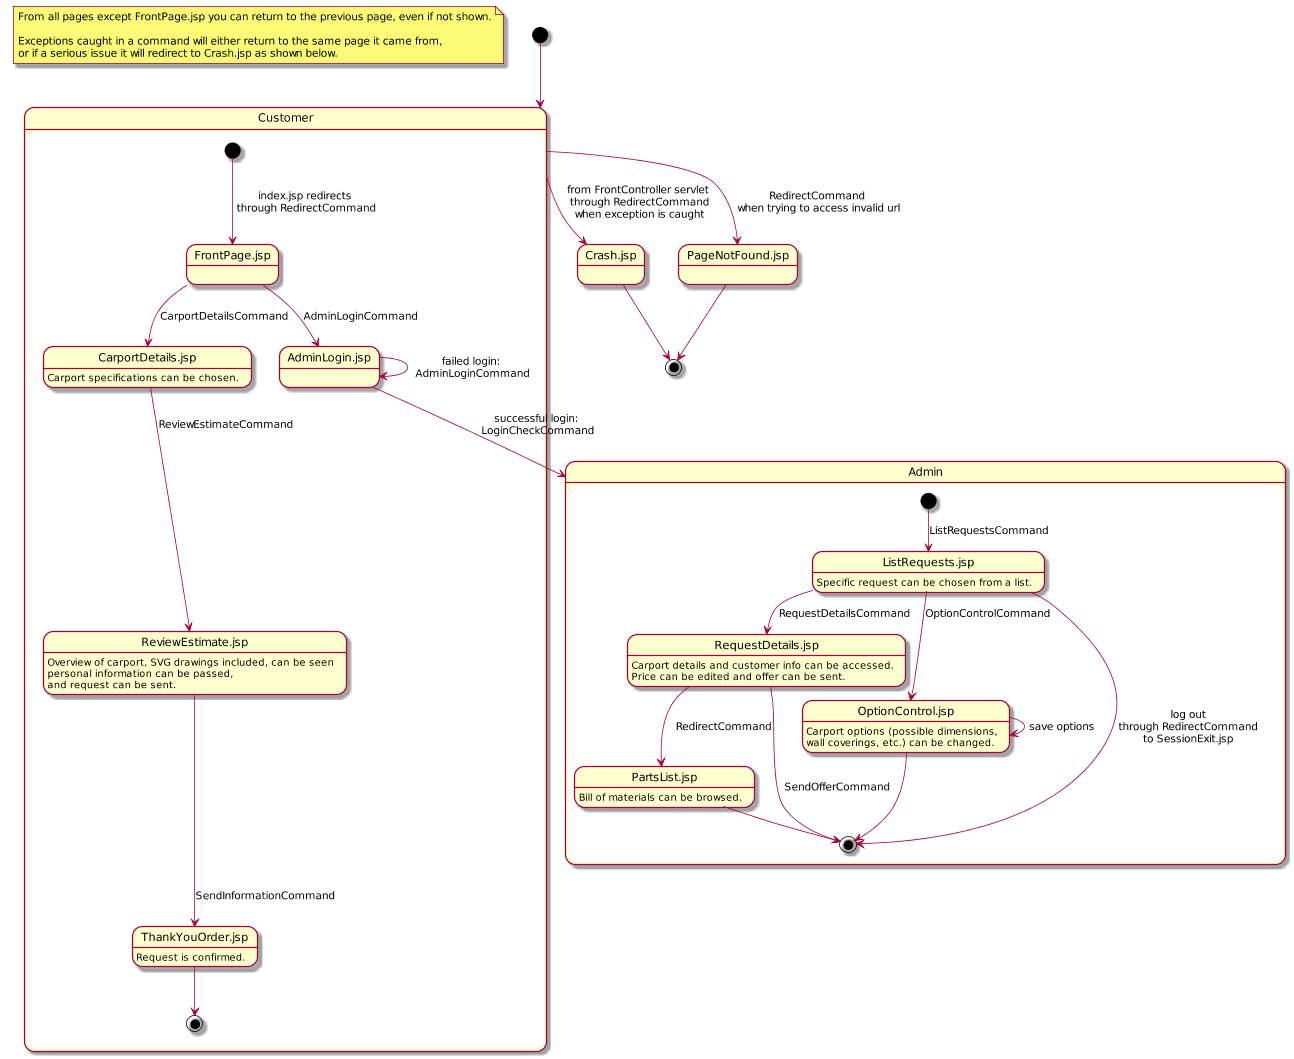 From all pages except FrontPage.jsp you can return to the previous page, even if not shown.
Exceptions caught in a command will either return to the same page it came from,
or if a serious issue it will redirect to Crash.jsp as shown below.
Customer
index.jsp redirects
through RedirectCommand
from FrontController servlet
through RedirectCommand
when exception is caught
RedirectCommand
when trying to access invalid url
FrontPage.jsp
Crash.jsp
PageNotFound.jsp
CarportDetailsCommand
AdminLoginCommand
CarportDetails.jsp
Carport specifications can be chosen.
AdminLogin.jsp
failed login:
AdminLoginCommand
ReviewEstimateCommand
successful login:
LoginCheckCommand
Admin
ListRequestsCommand
ListRequests.jsp
Specific request can be chosen from a list.
RequestDetailsCommand
OptionControlCommand
ReviewEstimate.jsp
Overview of carport, SVG drawings included, can be seen
personal information can be passed,
and request can be sent.
RequestDetails.jsp
Carport details and customer info can be accessed.
Price can be edited and offer can be sent.
OptionControl.jsp
Carport options (possible dimensions,
wall coverings, etc.) can be changed.
save options
log out
through RedirectCommand
to SessionExit.jsp
RedirectCommand
PartsList.jsp
Bill of materials can be browsed.
SendOfferCommand
SendInformationCommand
ThankYouOrder.jsp
Request is confirmed.